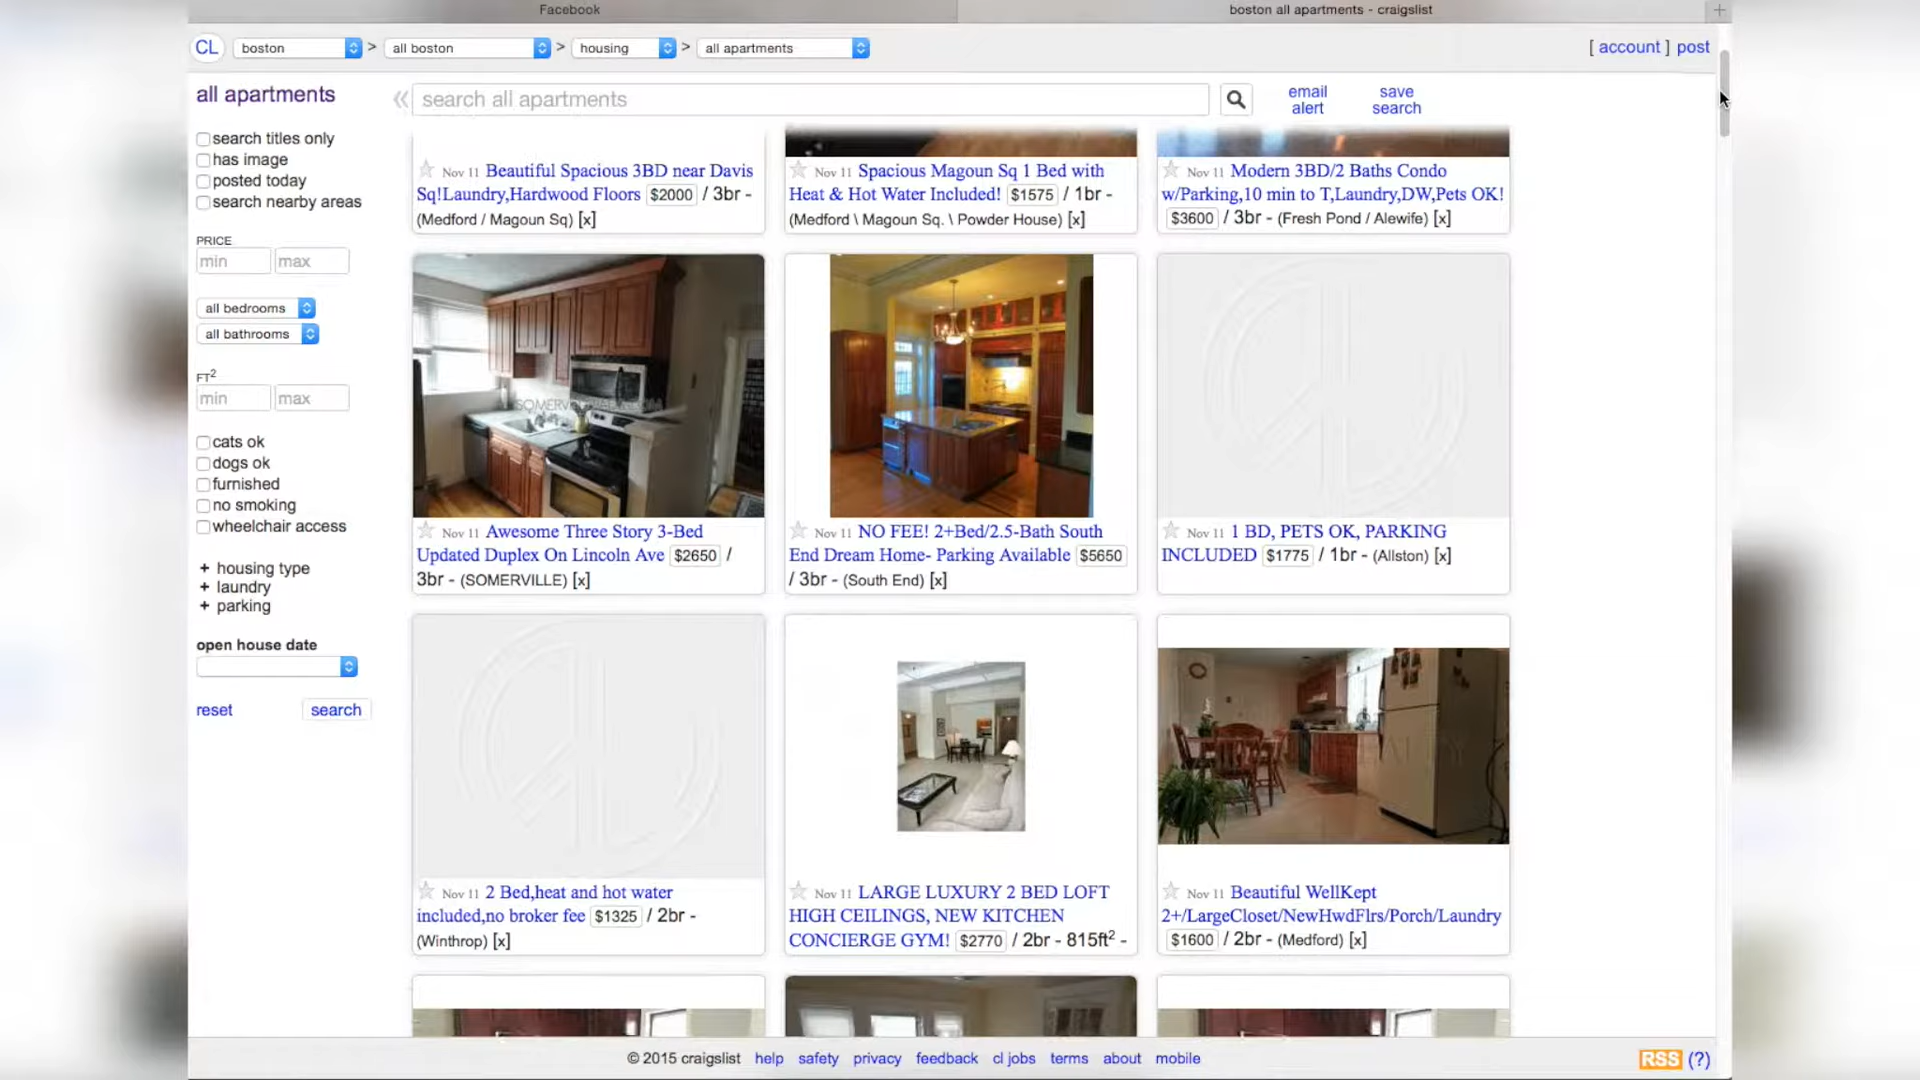 Facebook
boston all apartments - craigslist
CL boston > all boston > housing > all apartments [ account ] post
all apartments
search all apartments
email alert
save search
search titles only
has image
posted today
search nearby areas
PRICE
min max
all bedrooms
all bathrooms
FT²
min max
cats ok
dogs ok
furnished
no smoking
wheelchair access
+ housing type
+ laundry
+ parking
open house date
reset search
Nov 11 Beautiful Spacious 3BD near Davis
Sq!Laundry,Hardwood Floors $2000 / 3br -
(Medford / Magoun Sq) [x]
Nov 11 Spacious Magoun Sq 1 Bed with
Heat & Hot Water Included! $1575 / 1br -
(Medford \ Magoun Sq. \ Powder House) [x]
Nov 11 Modern 3BD/2 Baths Condo
w/Parking,10 min to T,Laundry,DW,Pets OK!
$3600 / 3br - (Fresh Pond / Alewife) [x]
Nov 11 Awesome Three Story 3-Bed
Updated Duplex On Lincoln Ave $2650 /
3br - (SOMERVILLE) [x]
Nov 11 NO FEE! 2+Bed/2.5-Bath South
End Dream Home- Parking Available $5650
/ 3br - (South End) [x]
Nov 11 1 BD, PETS OK, PARKING
INCLUDED $1775 / 1br - (Allston) [x]
Nov 11 2 Bed,heat and hot water
included,no broker fee $1325 / 2br -
(Winthrop) [x]
Nov 11 LARGE LUXURY 2 BED LOFT
HIGH CEILINGS, NEW KITCHEN
CONCIERGE GYM! $2770 / 2br - 815ft² -
Nov 11 Beautiful WellKept
2+/LargeCloset/NewHwdFlrs/Porch/Laundry
$1600 / 2br - (Medford) [x]
© 2015 craigslist help safety privacy feedback cl jobs terms about mobile
RSS (?)